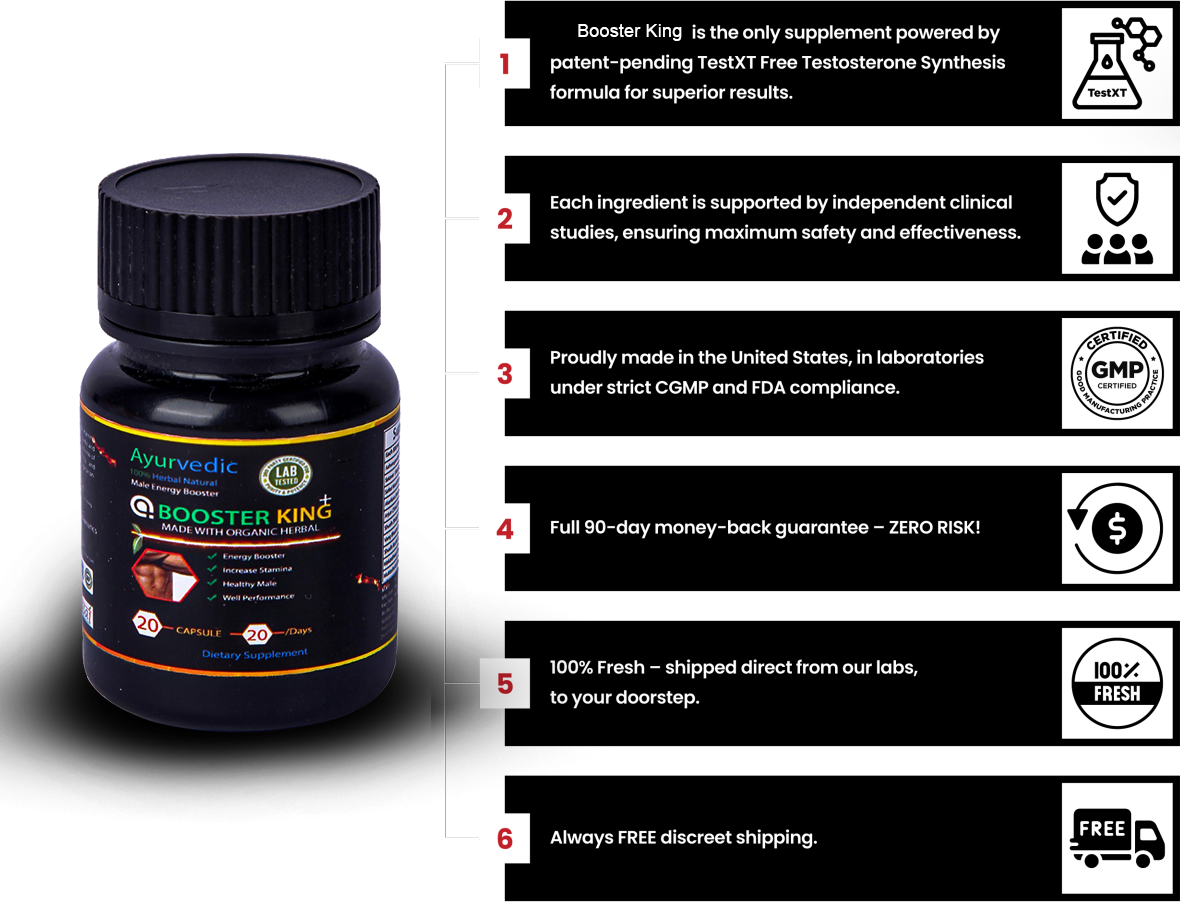 Booster King is the only supplement powered by
patent-pending TestXT Free Testosterone Synthesis
formula for superior results.
1
TestXT
Each ingredient is supported by independent clinical
studies, ensuring maximum safety and effectiveness.
2
Proudly made in the United States, in laboratories
under strict CGMP and FDA compliance.
3
CERTIFIED
GMP
CERTIFIED
GOOD MANUFACTURING PRACTICE
Full 90-day money-back guarantee – ZERO RISK!
4
$
100% Fresh – shipped direct from our labs,
to your doorstep.
5
100%
FRESH
Always FREE discreet shipping.
6
FREE
Ayurvedic
100% Herbal Natural
Male Energy Booster
LAB
TESTED
BOOSTER KING+
MADE WITH ORGANIC HERBAL
Energy Booster
Increase Stamina
Healthy Male
Well Performance
20 CAPSULE 20 /Days
Dietary Supplement